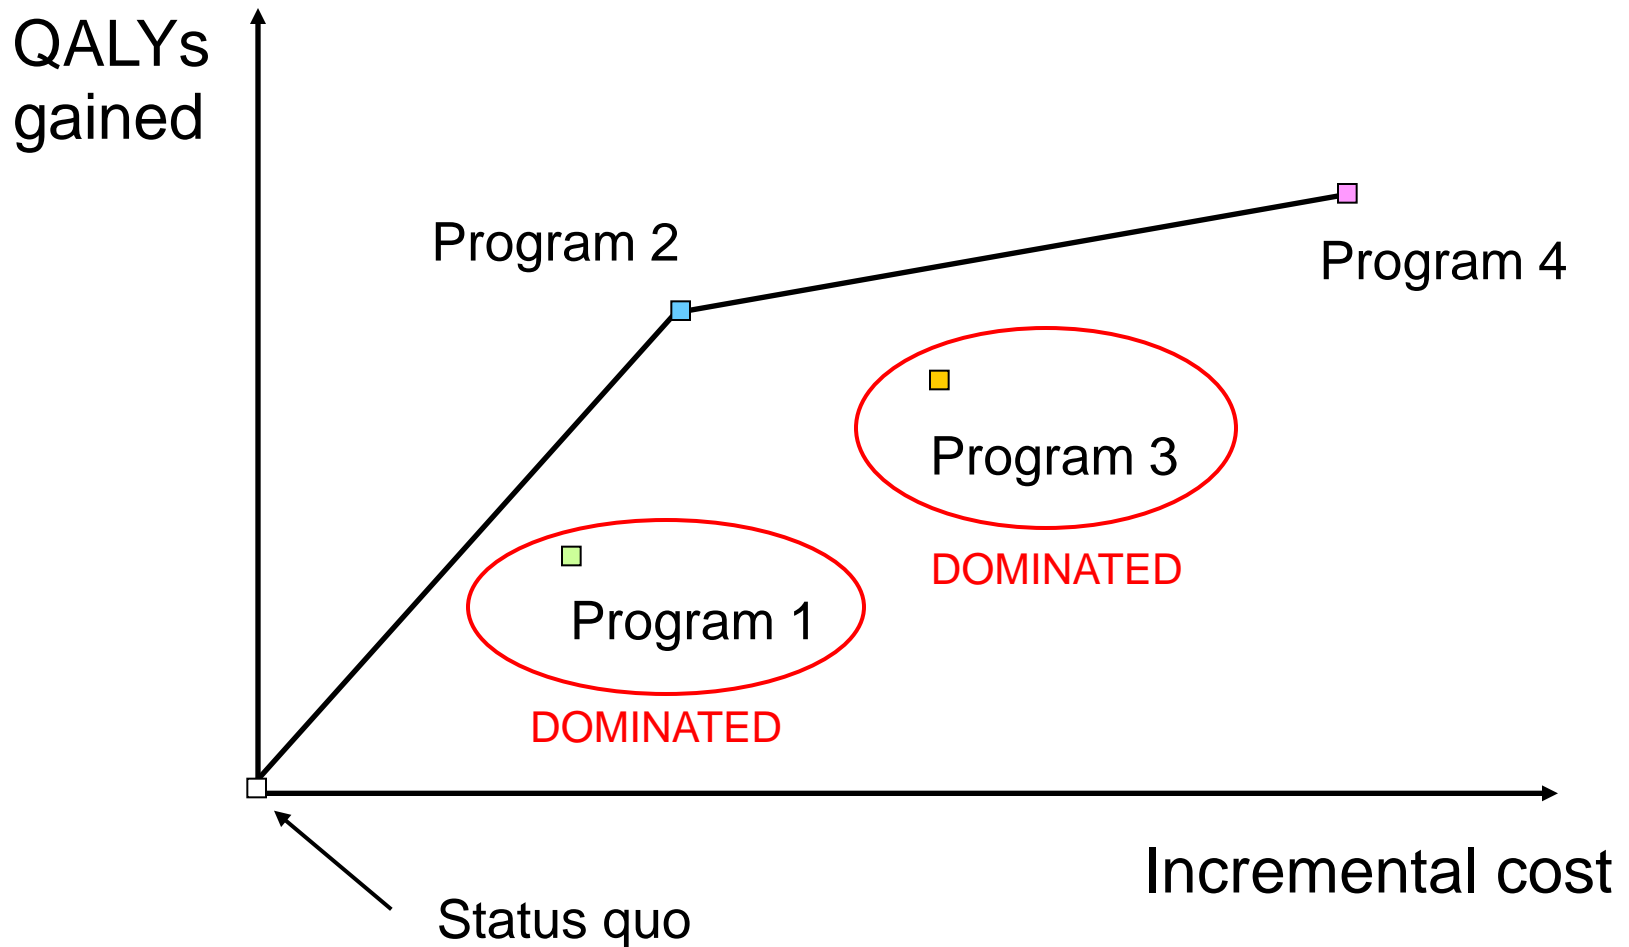 QALYs
gained
Program 2
Program 4
Program 3
DOMINATED
Program 1
DOMINATED
Incremental cost
Status quo